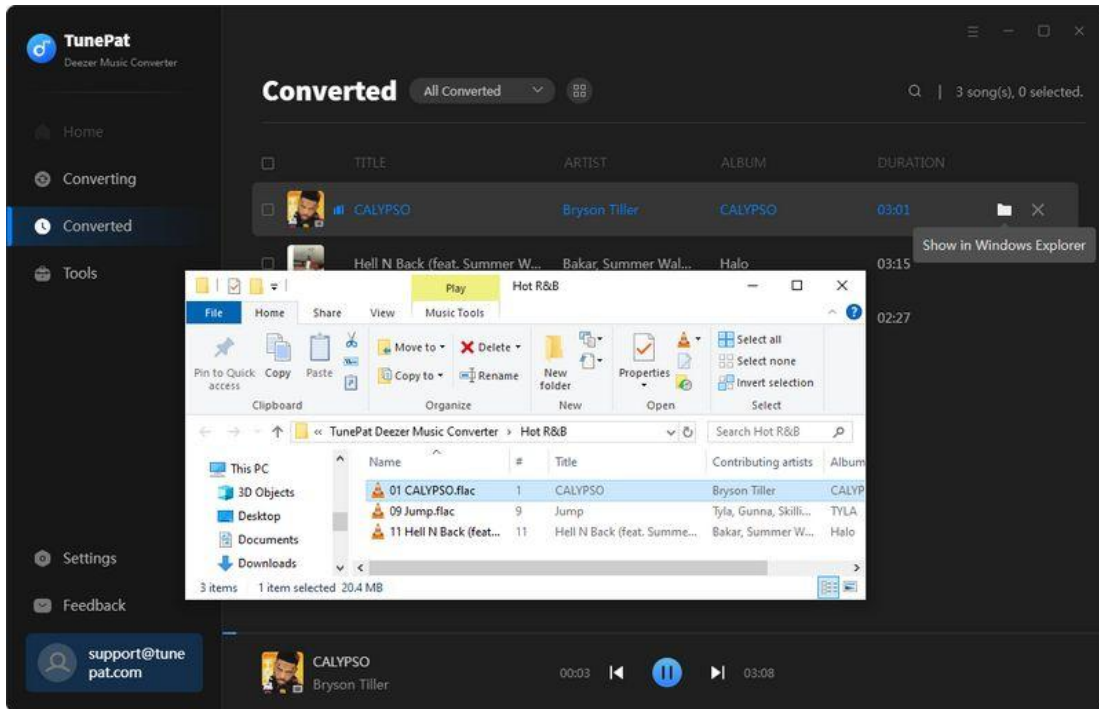 TunePat
Deezer Music Converter
Home
Converting
Converted
Tools
Settings
Feedback
support@tune
pat.com
Converted All Converted
| 3 song(s), 0 selected.
TITLE ARTIST ALBUM DURATION
CALYPSO Bryson Tiller CALYPSO 03:01
Show in Windows Explorer
Hell N Back (feat. Summer W... Bakar, Summer Wal... Halo 03:15
02:27
Play Hot R&B
File Home Share View Music Tools
Pin to Quick access
Copy
Paste
Clipboard
Move to
Copy to
Delete
Rename
Organize
New folder
New
Properties
Open
Select all
Select none
Invert selection
Select
« TunePat Deezer Music Converter › Hot R&B
Search Hot R&B
This PC
3D Objects
Desktop
Documents
Downloads
Name # Title Contributing artists Album
01 CALYPSO.flac 1 CALYPSO Bryson Tiller CALYP
09 Jump.flac 9 Jump Tyla, Gunna, Skilli... TYLA
11 Hell N Back (feat... 11 Hell N Back (feat. Summe... Bakar, Summer W... Halo
3 items 1 item selected 20.4 MB
CALYPSO
Bryson Tiller
00:03 03:08